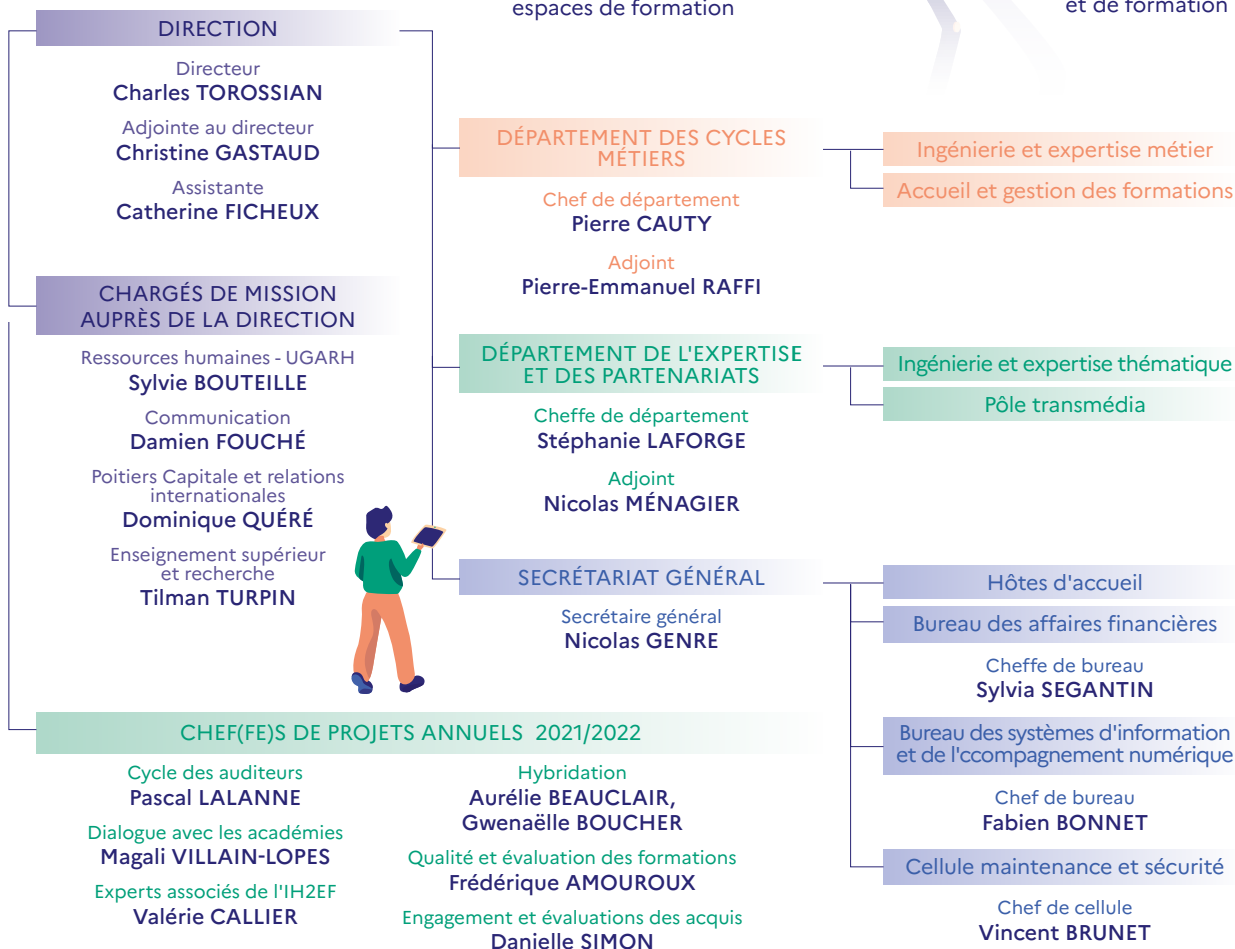 espaces de formation
et de formation
DIRECTION
Directeur
Charles TOROSSIAN
Adjointe au directeur
Christine GASTAUD
Assistante
Catherine FICHEUX
CHARGÉS DE MISSION
AUPRÈS DE LA DIRECTION
Ressources humaines - UGARH
Sylvie BOUTEILLE
Communication
Damien FOUCHÉ
Poitiers Capitale et relations
internationales
Dominique QUÉRÉ
Enseignement supérieur
et recherche
Tilman TURPIN
DÉPARTEMENT DES CYCLES
MÉTIERS
Chef de département
Pierre CAUTY
Adjoint
Pierre-Emmanuel RAFFI
Ingénierie et expertise métier
Accueil et gestion des formations
DÉPARTEMENT DE L'EXPERTISE
ET DES PARTENARIATS
Cheffe de département
Stéphanie LAFORGE
Adjoint
Nicolas MÉNAGIER
Ingénierie et expertise thématique
Pôle transmédia
SECRÉTARIAT GÉNÉRAL
Secrétaire général
Nicolas GENRE
Hôtes d'accueil
Bureau des affaires financières
Cheffe de bureau
Sylvia SEGANTIN
Bureau des systèmes d'information
et de l'ccompagnement numérique
Chef de bureau
Fabien BONNET
Cellule maintenance et sécurité
Chef de cellule
Vincent BRUNET
CHEF(FE)S DE PROJETS ANNUELS 2021/2022
Cycle des auditeurs
Pascal LALANNE
Dialogue avec les académies
Magali VILLAIN-LOPES
Experts associés de l'IH2EF
Valérie CALLIER
Hybridation
Aurélie BEAUCLAIR,
Gwenaëlle BOUCHER
Qualité et évaluation des formations
Frédérique AMOUROUX
Engagement et évaluations des acquis
Danielle SIMON